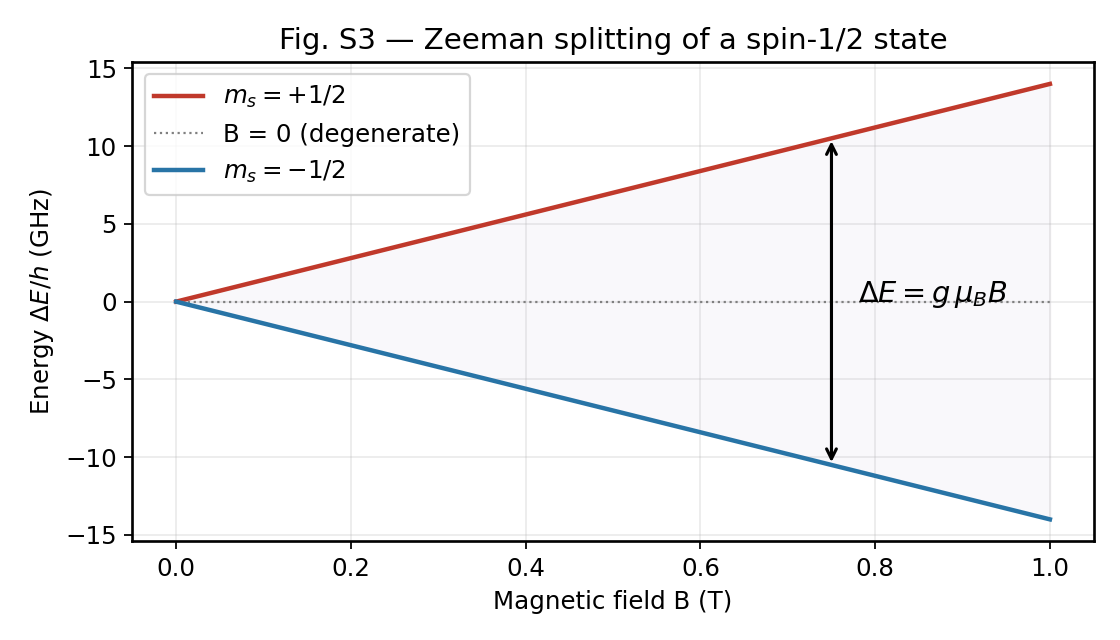 Fig. S3 — Zeeman splitting of a spin-1/2 state
mₛ = +1/2
B = 0 (degenerate)
mₛ = −1/2
Energy ΔE/h (GHz)
15
10
5
0
−5
−10
−15
ΔE = g μ_B B
0.0 0.2 0.4 0.6 0.8 1.0
Magnetic field B (T)